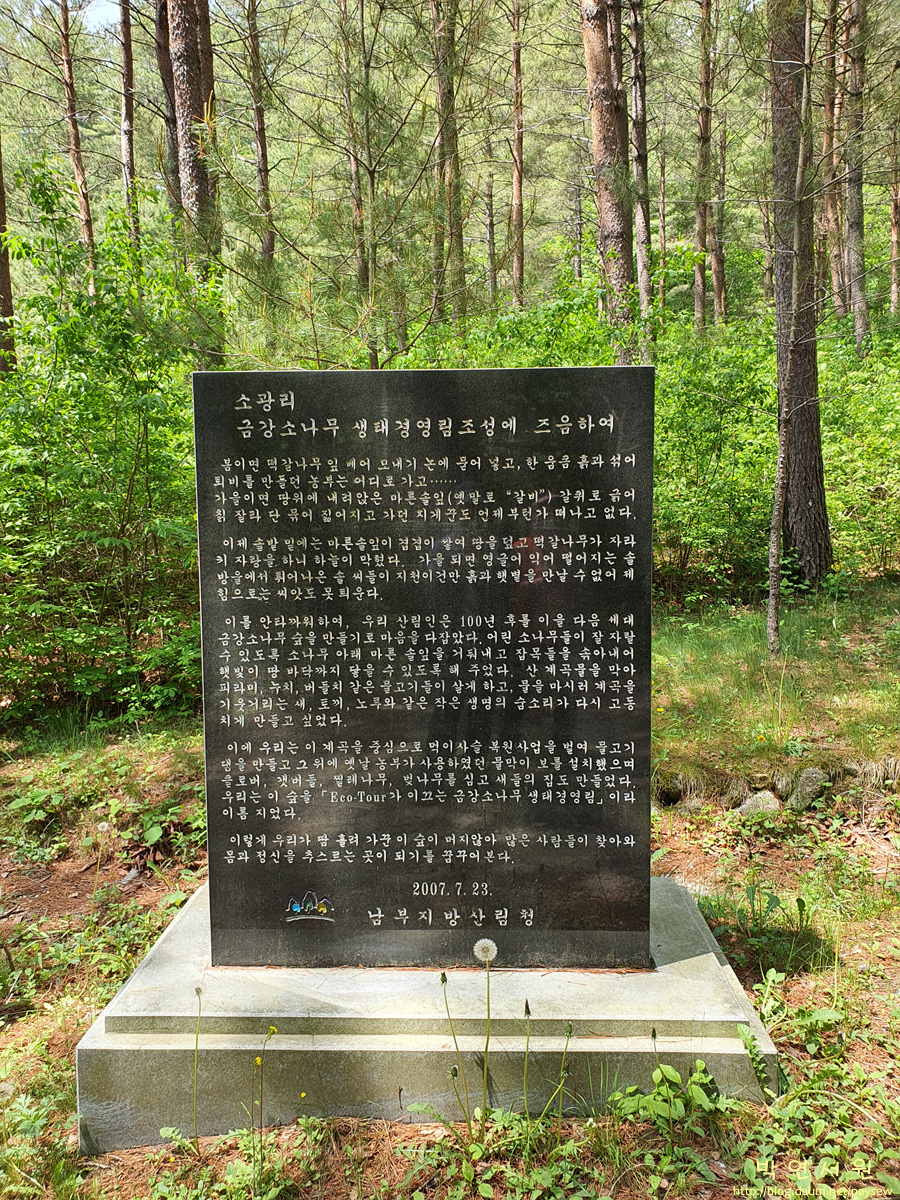 소광리
금강소나무 생태경영림조성에 즈음하여
봄이면 떡갈나무잎 베어 모내기 논에 묻어 넣고, 한 움큼 흙과 섞어
퇴비를 만들던 농부는 어디로 가고……
가을이면 땅위에 내려앉은 마른솔잎(옛말로 "갈비") 갈퀴로 긁어
칡 잘라 단 묶어 짊어지고 가던 지게꾼도 언제부턴가 떠나고 없다.
이제 솔밭 밑에는 마른솔잎이 겹겹이 쌓여 땅을 덮고 떡갈나무가 자라
키 자랑을 하니 하늘이 막혔다. 가을 되면 영글어 익어 떨어지는 솔
방울에서 튀어나온 솔 씨들이 지천이건만 흙과 햇볕을 만날 수 없어 제
힘으로는 씨앗도 못 틔운다.
이를 안타까워하여, 우리 산림인은 100년 후를 이을 다음 세대
금강소나무 숲을 만들기로 마음을 다잡았다. 어린 소나무들이 잘 자랄
수 있도록 소나무 아래 마른 솔잎을 거둬내고 잡목들을 솎아내어
햇빛이 땅 바닥까지 닿을 수 있도록 해 주었다. 산 계곡물을 막아
피라미, 누치, 버들치 같은 물고기들이 살게 하고, 물을 마시러 계곡을
기웃거리는 새, 토끼, 노루와 같은 작은 생명의 숨소리가 다시 고동
치게 만들고 싶었다.
이에 우리는 이 계곡을 중심으로 먹이사슬 복원사업을 벌여 물고기
댐을 만들고 그 위에 옛날 농부가 사용하였던 물막이 보를 설치했으며
클로버, 갯버들, 찔레나무, 벚나무를 심고 새들의 집도 만들었다.
우리는 이 숲을 「Eco-Tour가 이끄는 금강소나무 생태경영림」이라
이름 지었다.
이렇게 우리가 땀 흘려 가꾼 이 숲이 머지않아 많은 사람들이 찾아와
몸과 정신을 추스르는 곳이 되기를 꿈꾸어본다.
2007. 7. 23.
남부지방산림청
http://blog.daum.net/paysew